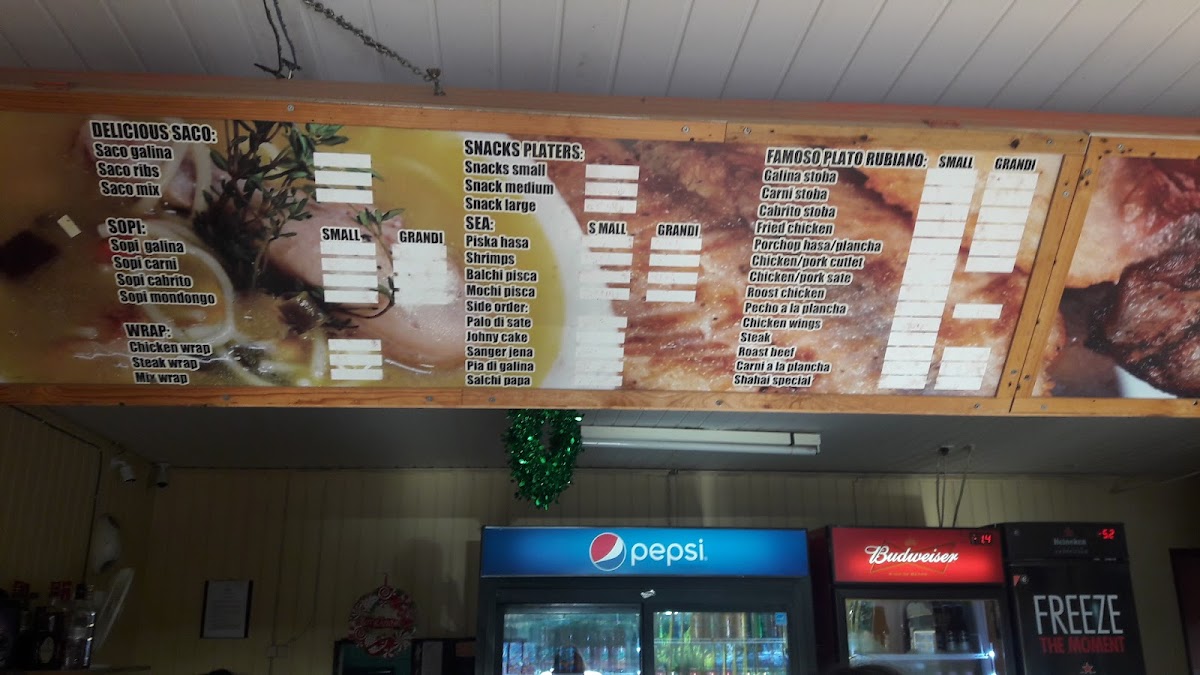 DELICIOUS SACO:
Saco galina
Saco ribs
Saco mix
SOPI: SMALL GRANDI
Sopi galina
Sopi carni
Sopi cabrito
Sopi mondongo
WRAP:
Chicken wrap
Steak wrap
Mix wrap
SNACKS PLATERS:
Snacks small
Snack medium
Snack large
SEA: SMALL GRANDI
Piska hasa
Shrimps
Balchi pisca
Mochi pisca
Side order:
Palo di sate
Johny cake
Sanger jena
Pia di galina
Salchi papa
FAMOSO PLATO RUBIANO: SMALL GRANDI
Galina stoba
Carni stoba
Cabrito stoba
Fried chicken
Porchop hasa/plancha
Chicken/pork cutlet
Chicken/pork sate
Roost chicken
Pecho a la plancha
Chicken wings
Steak
Roast beef
Carni a la plancha
Shahai special
pepsi
Budweiser
-14
Heineken
-52
FREEZE
THE MOMENT